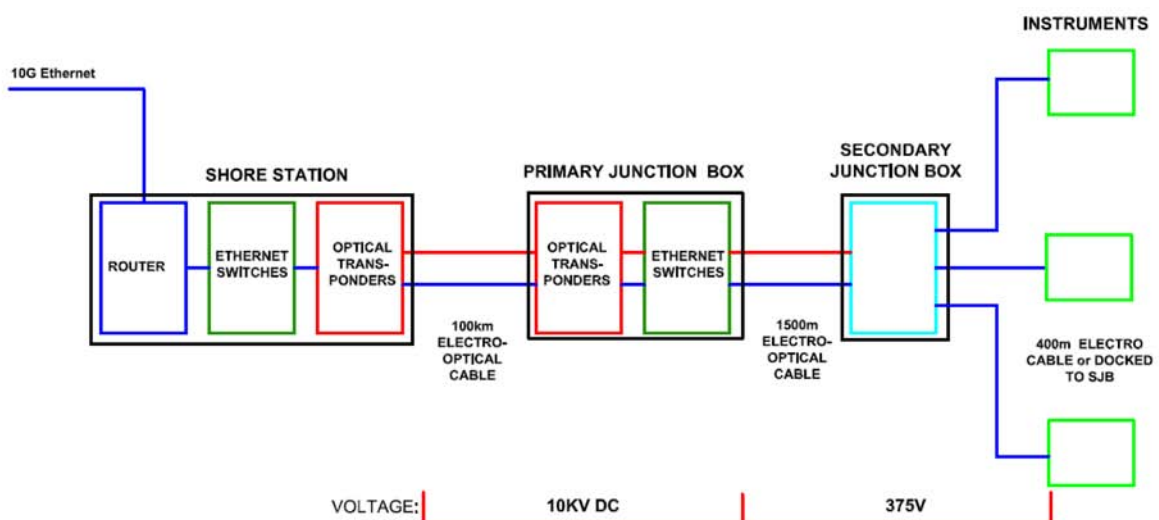 INSTRUMENTS
10G Ethernet
SHORE STATION
PRIMARY JUNCTION BOX
SECONDARY
JUNCTION BOX
ROUTER
ETHERNET
SWITCHES
OPTICAL
TRANS-
PONDERS
OPTICAL
TRANS-
PONDERS
ETHERNET
SWITCHES
100km
ELECTRO-
OPTICAL
CABLE
1500m
ELECTRO-
OPTICAL
CABLE
400m ELECTRO
CABLE or DOCKED
TO SJB
VOLTAGE:
10KV DC
375V